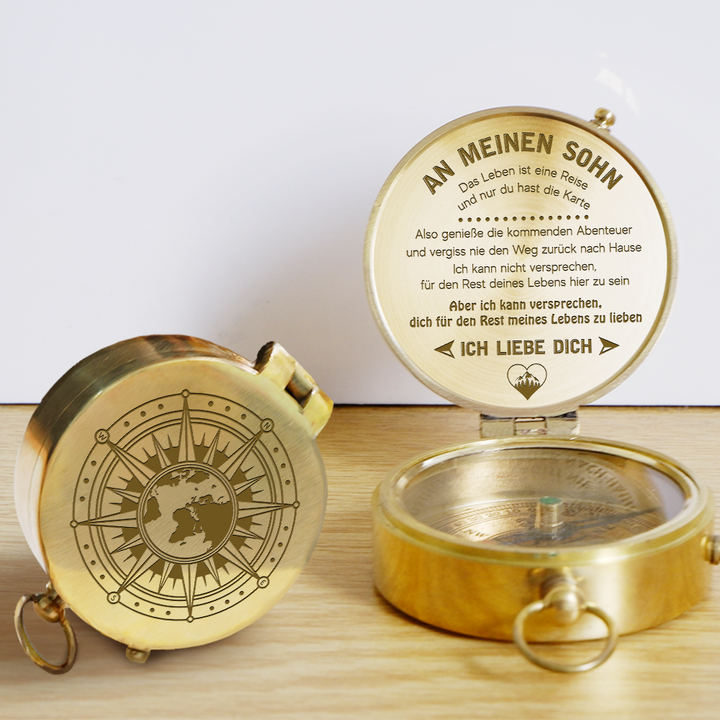 AN MEINEN SOHN
Das Leben ist eine Reise
und nur du hast die Karte
Also genieße die kommenden Abenteuer
und vergiss nie den Weg zurück nach Hause
Ich kann nicht versprechen,
für den Rest deines Lebens hier zu sein
Aber ich kann versprechen,
dich für den Rest meines Lebens zu lieben
ICH LIEBE DICH